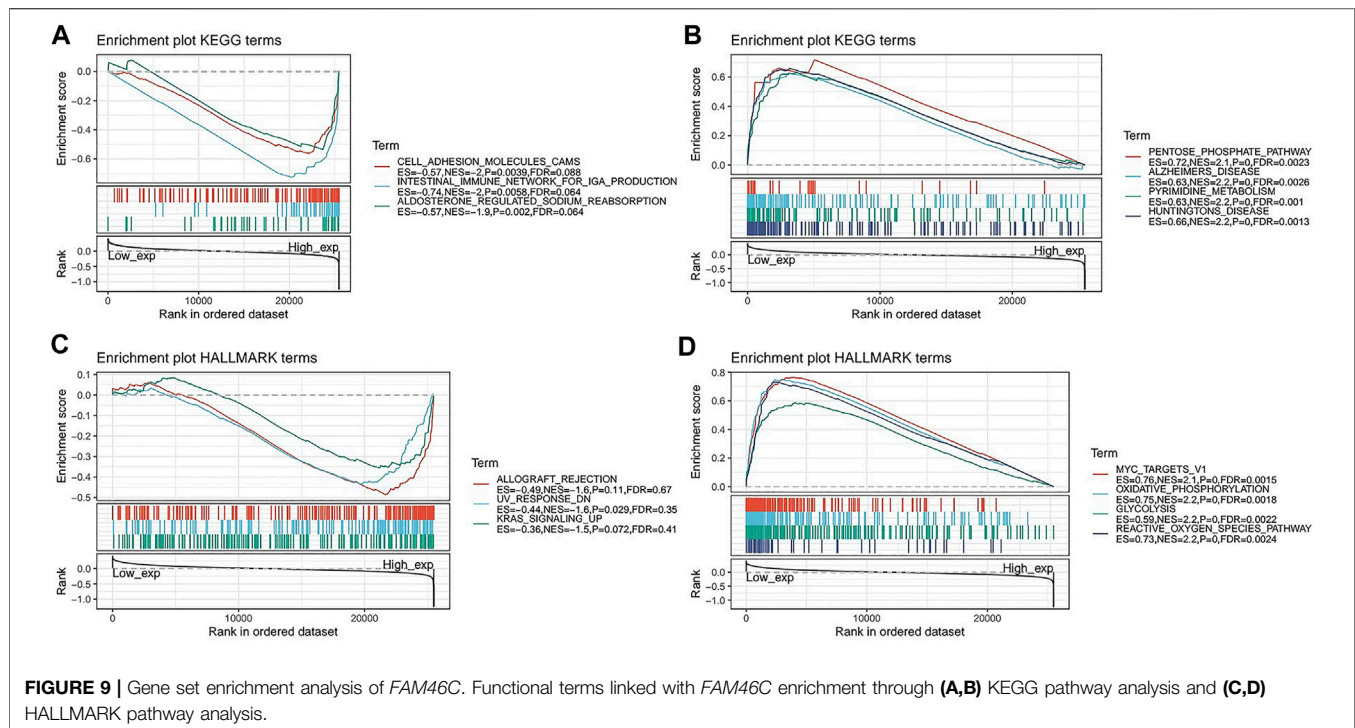 A
Enrichment plot KEGG terms
Enrichment score
0.0
−0.2
−0.4
−0.6
Rank
0.0
−0.5
−1.0
Low_exp
High_exp
0
10000
20000
Rank in ordered dataset
Term
CELL_ADHESION_MOLECULES_CAMS
ES=−0.57,NES=−2,P=0.0039,FDR=0.088
INTESTINAL_IMMUNE_NETWORK_FOR_IGA_PRODUCTION
ES=−0.74,NES=−2,P=0.0058,FDR=0.064
ALDOSTERONE_REGULATED_SODIUM_REABSORPTION
ES=−0.57,NES=−1.9,P=0.002,FDR=0.064
B
Enrichment plot KEGG terms
Enrichment score
0.6
0.4
0.2
0.0
Rank
0.0
−0.5
−1.0
Low_exp
High_exp
0
10000
20000
Rank in ordered dataset
Term
PENTOSE_PHOSPHATE_PATHWAY
ES=0.72,NES=2.1,P=0,FDR=0.0023
ALZHEIMERS_DISEASE
ES=0.63,NES=2.2,P=0,FDR=0.0026
PYRIMIDINE_METABOLISM
ES=0.63,NES=2.2,P=0,FDR=0.001
HUNTINGTONS_DISEASE
ES=0.66,NES=2.2,P=0,FDR=0.0013
C
Enrichment plot HALLMARK terms
Enrichment score
0.1
0.0
−0.1
−0.2
−0.3
−0.4
−0.5
Rank
0.0
−0.5
−1.0
Low_exp
High_exp
0
10000
20000
Rank in ordered dataset
Term
ALLOGRAFT_REJECTION
ES=−0.49,NES=−1.6,P=0.11,FDR=0.67
UV_RESPONSE_DN
ES=−0.44,NES=−1.6,P=0.029,FDR=0.35
KRAS_SIGNALING_UP
ES=−0.36,NES=−1.5,P=0.072,FDR=0.41
D
Enrichment plot HALLMARK terms
Enrichment score
0.8
0.6
0.4
0.2
0.0
Rank
0.0
−0.5
−1.0
Low_exp
High_exp
0
10000
20000
Rank in ordered dataset
Term
MYC_TARGETS_V1
ES=0.76,NES=2.1,P=0,FDR=0.0015
OXIDATIVE_PHOSPHORYLATION
ES=0.75,NES=2.2,P=0,FDR=0.0018
GLYCOLYSIS
ES=0.59,NES=2.2,P=0,FDR=0.0022
REACTIVE_OXYGEN_SPECIES_PATHWAY
ES=0.73,NES=2.2,P=0,FDR=0.0024
FIGURE 9 | Gene set enrichment analysis of FAM46C. Functional terms linked with FAM46C enrichment through (A,B) KEGG pathway analysis and (C,D)
HALLMARK pathway analysis.